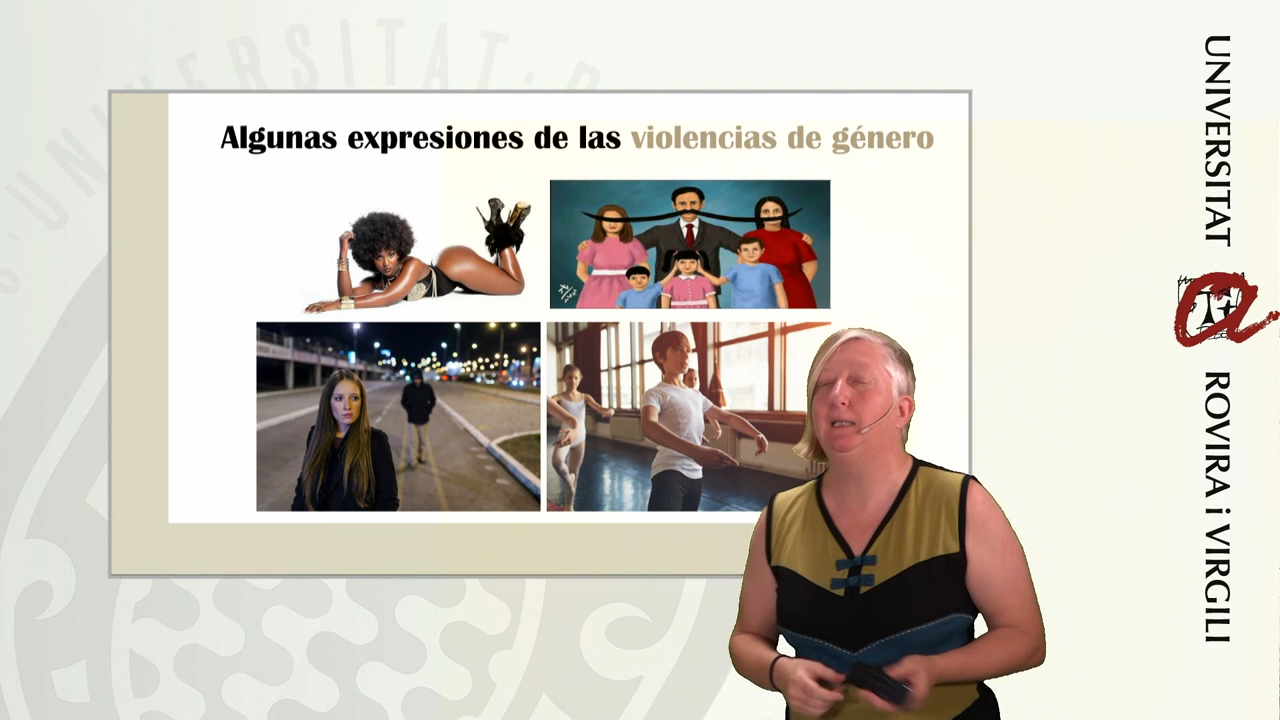 Algunas expresiones de las violencias de género
UNIVERSITAT ROVIRA i VIRGILI